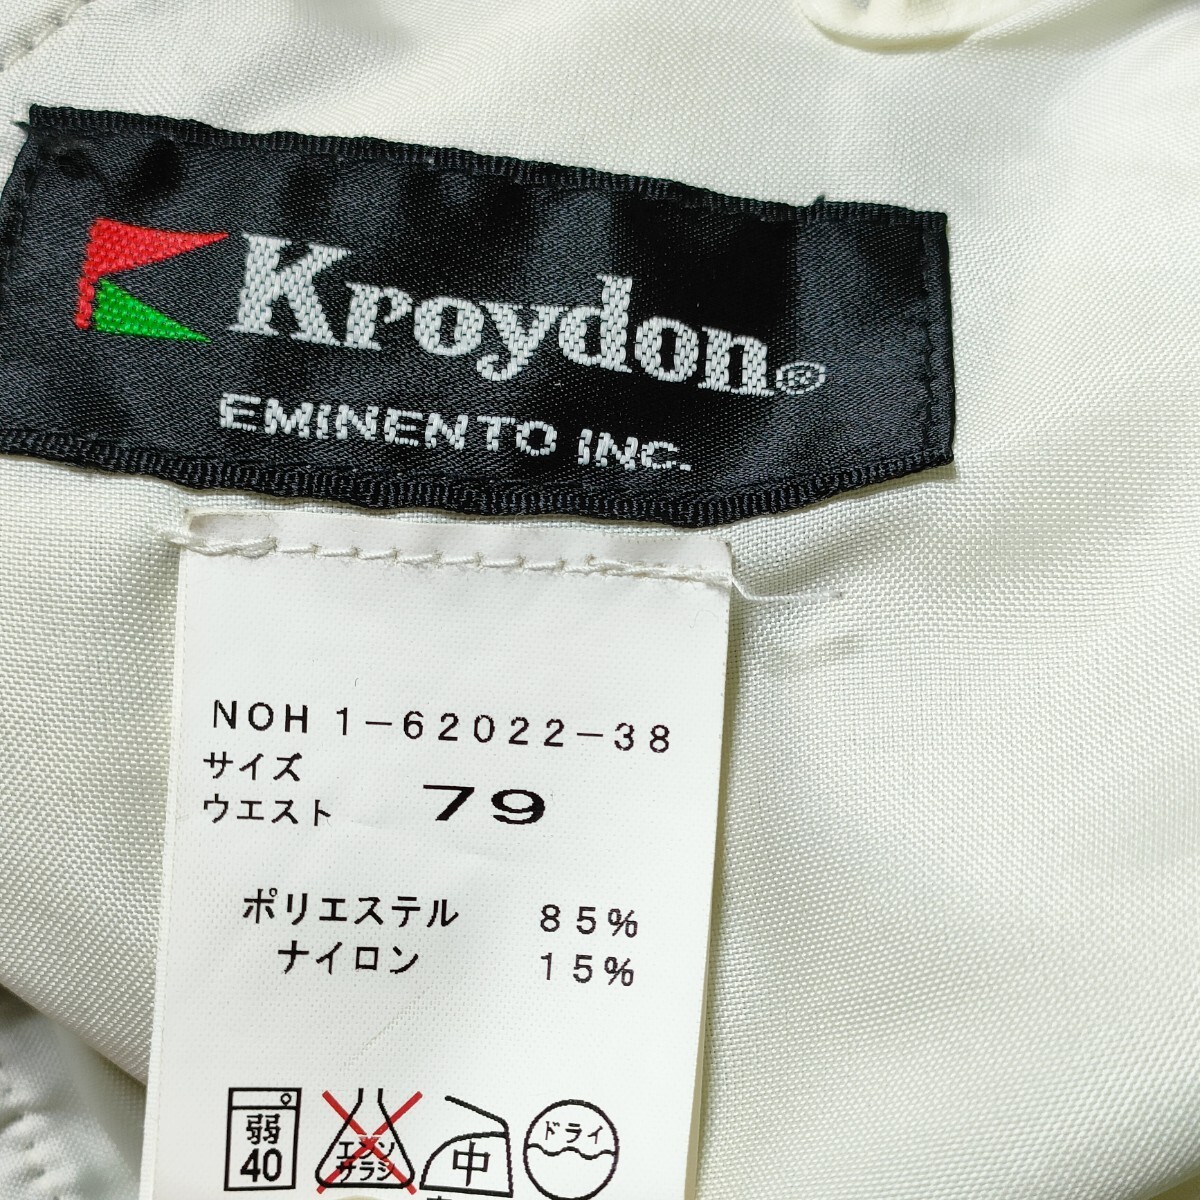 Kroydon®
EMINENTO INC.
NOH 1-62022-38
サイズ
ウエスト 79
ポリエステル 85%
ナイロン 15%
弱
40
エンソ
サラシ
中
ドライ